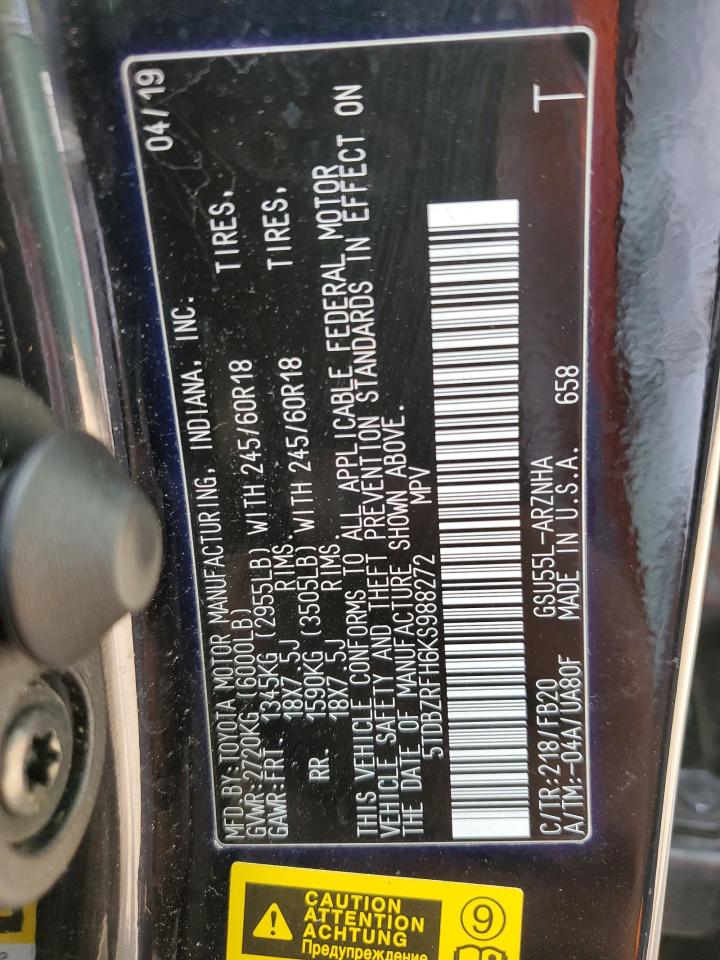 MFD.BY:TOYOTA MOTOR MANUFACTURING, INDIANA, INC. 04/19
GVWR:2720KG (6000LB)
GAWR:FRT. 1345KG (2955LB) WITH 245/60R18 TIRES,
18X7.5J RIMS.
RR. 1590KG (3505LB) WITH 245/60R18 TIRES,
18X7.5J RIMS.
THIS VEHICLE CONFORMS TO ALL APPLICABLE FEDERAL MOTOR
VEHICLE SAFETY AND THEFT PREVENTION STANDARDS IN EFFECT ON
THE DATE OF MANUFACTURE SHOWN ABOVE.
5TDBZRFH6KS988272 MPV
C/TR:218/FB20 GSU55L-ARZNHA T
A/TM:-04A/UA80F MADE IN U.S.A. 658
CAUTION
ATTENTION
ACHTUNG
Предупреждение
9